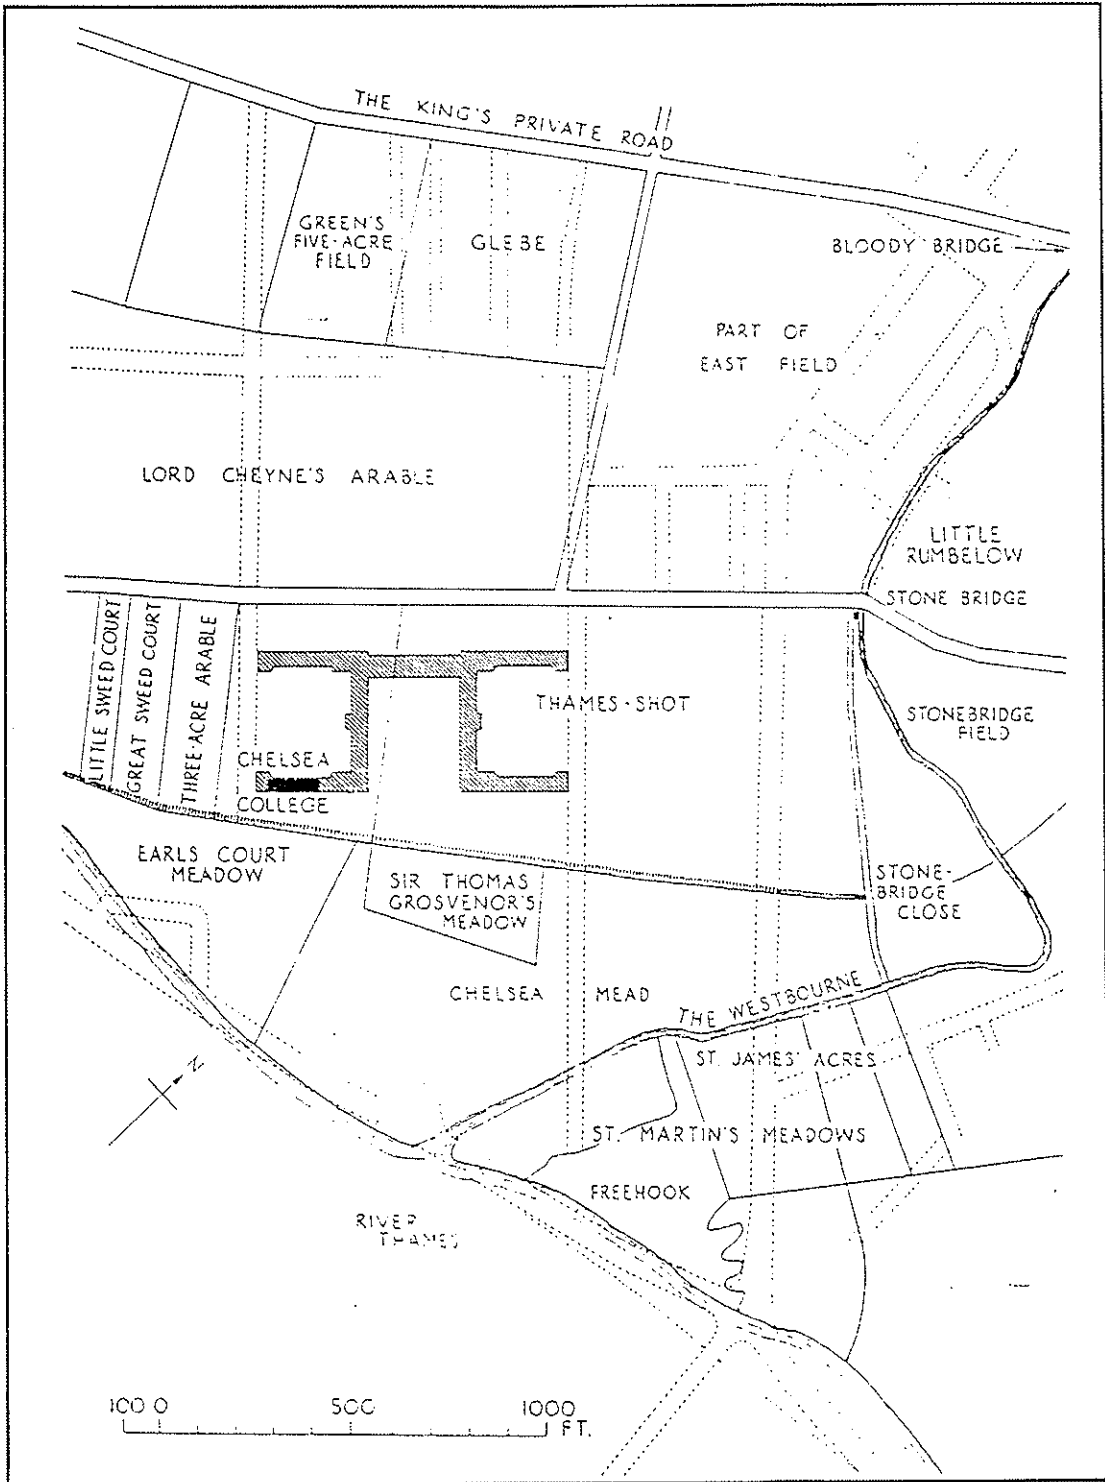 THE KING'S PRIVATE ROAD
GREEN'S
FIVE-ACRE
FIELD
GLEBE
BLOODY BRIDGE
PART OF
EAST FIELD
LORD CHEYNE'S ARABLE
LITTLE
RUMBELOW
STONE BRIDGE
LITTLE SWEED COURT
GREAT SWEED COURT
THREE-ACRE ARABLE
THAMES-SHOT
STONEBRIDGE
FIELD
CHELSEA
COLLEGE
EARLS COURT
MEADOW
SIR THOMAS
GROSVENOR'S
MEADOW
STONE-
BRIDGE
CLOSE
CHELSEA MEAD
THE WESTBOURNE
N
ST. JAMES' ACRES
ST. MARTIN'S MEADOWS
FREEHOOK
RIVER
THAMES
100 0 500 1000
FT.